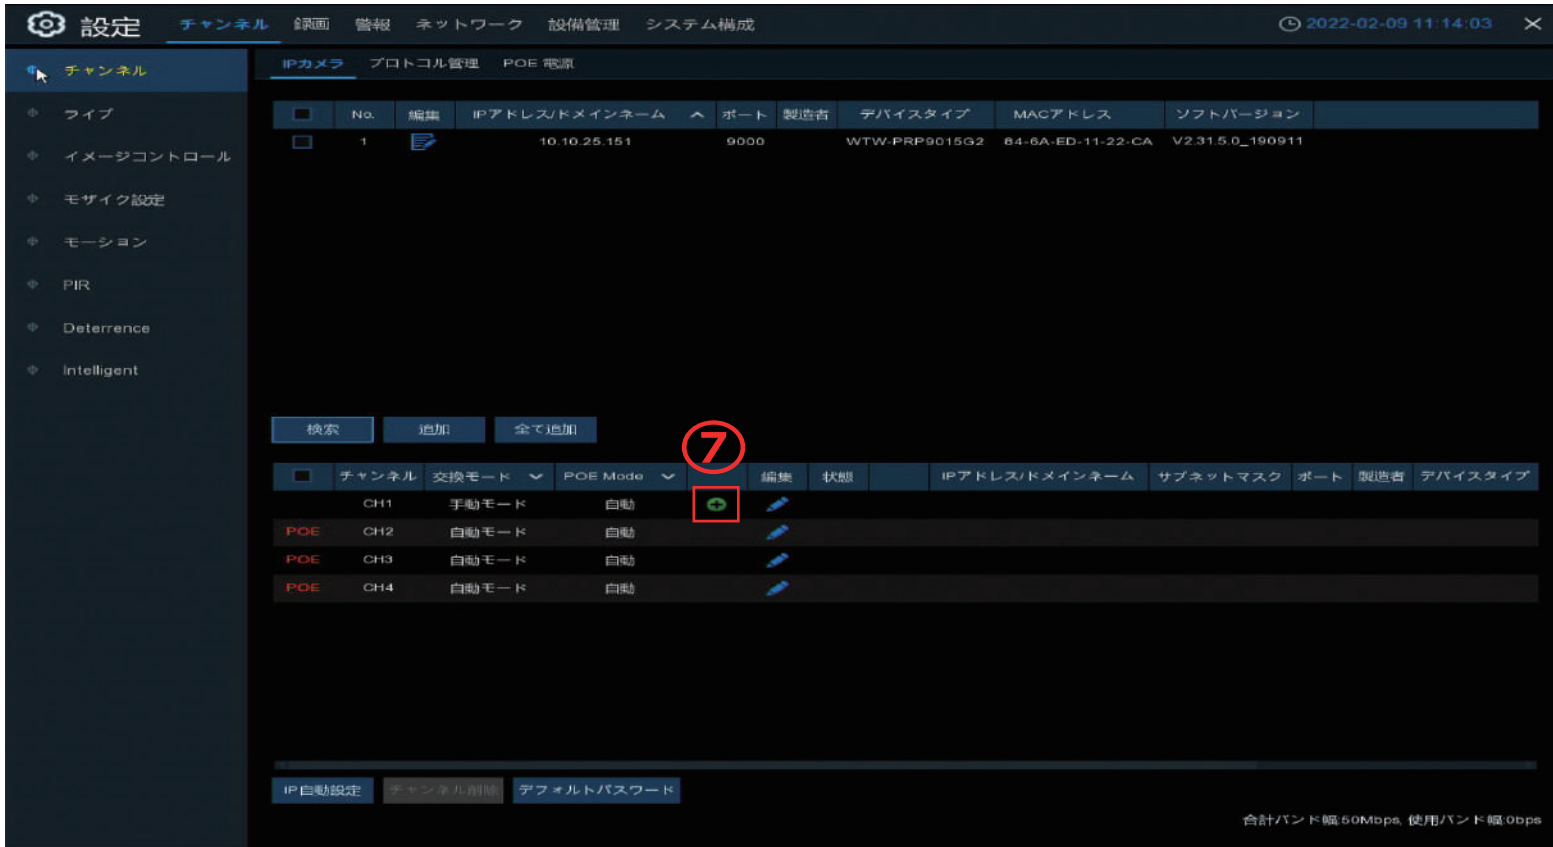 設定 チャンネル 録画 警報 ネットワーク 設備管理 システム構成 2022-02-09 11:14:03
チャンネル
ライブ
イメージコントロール
モザイク設定
モーション
PIR
Deterrence
Intelligent
IPカメラ プロトコル管理 POE 電源
No. 編集 IPアドレス/ドメインネーム ポート 製造者 デバイスタイプ MACアドレス ソフトバージョン
1 10.10.25.151 9000 WTW-PRP9015G2 84-6A-ED-11-22-CA V2.31.5.0_190911
検索 追加 全て追加
⑦
チャンネル 交換モード POE Mode 編集 状態 IPアドレス/ドメインネーム サブネットマスク ポート 製造者 デバイスタイプ
CH1 手動モード 自動
POE CH2 自動モード 自動
POE CH3 自動モード 自動
POE CH4 自動モード 自動
IP自動設定 チャンネル削除 デフォルトパスワード
合計バンド幅:50Mbps, 使用バンド幅:0bps